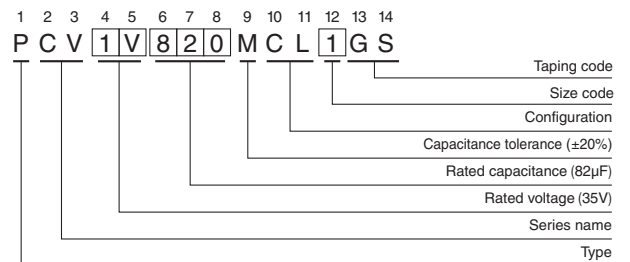 1 2 3 4 5 6 7 8 9 10 11 12 13 14
P C V 1 V 8 2 0 M C L 1 G S
Taping code
Size code
Configuration
Capacitance tolerance (±20%)
Rated capacitance (82µF)
Rated voltage (35V)
Series name
Type